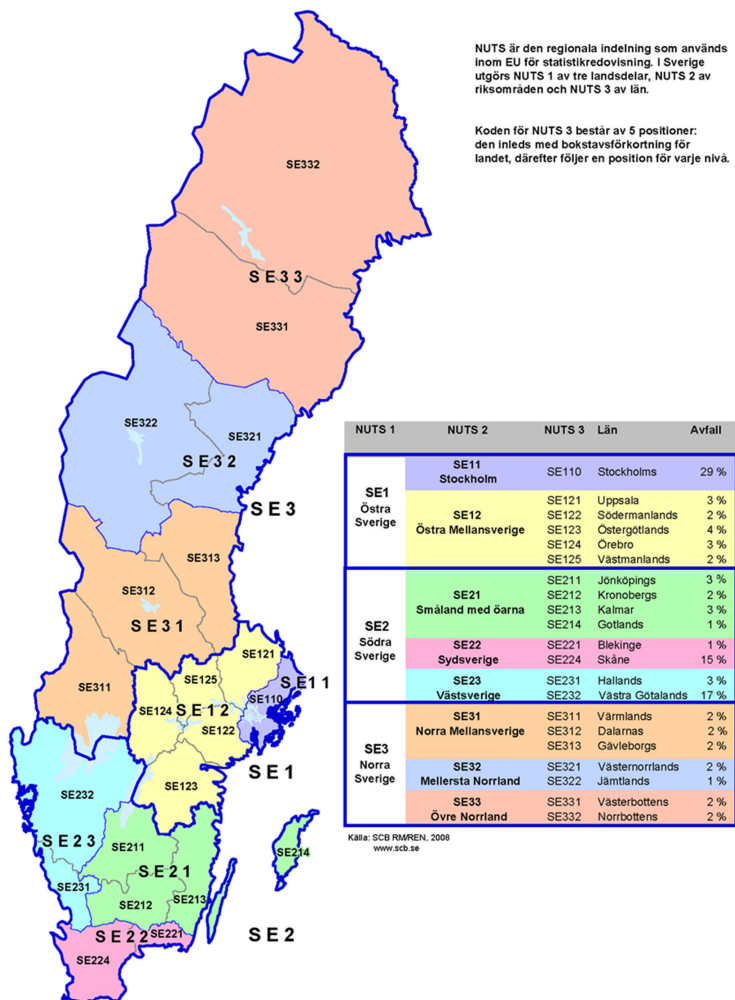 NUTS är den regionala indelning som används
inom EU för statistikredovisning. I Sverige
utgörs NUTS 1 av tre landsdelar, NUTS 2 av
riksområden och NUTS 3 av län.
Koden för NUTS 3 består av 5 positioner:
den inleds med bokstavsförkortning för
landet, därefter följer en position för varje nivå.
SE332
SE33
SE331
SE322
SE321
SE32
SE3
SE313
SE312
SE31
SE311
SE121
SE125
SE11
SE110
SE124
SE12
SE122
SE1
SE123
SE232
SE23
SE211
SE21
SE214
SE231
SE212
SE213
SE22
SE221
SE2
SE224
NUTS 1 NUTS 2 NUTS 3 Län Avfall
SE1
Östra
Sverige
SE11
Stockholm
SE110 Stockholms 29 %
SE12
Östra Mellansverige
SE121 Uppsala 3 %
SE122 Södermanlands 2 %
SE123 Östergötlands 4 %
SE124 Örebro 3 %
SE125 Västmanlands 2 %
SE2
Södra
Sverige
SE21
Småland med öarna
SE211 Jönköpings 3 %
SE212 Kronobergs 2 %
SE213 Kalmar 3 %
SE214 Gotlands 1 %
SE22
Sydsverige
SE221 Blekinge 1 %
SE224 Skåne 15 %
SE23
Västsverige
SE231 Hallands 3 %
SE232 Västra Götalands 17 %
SE3
Norra
Sverige
SE31
Norra Mellansverige
SE311 Värmlands 2 %
SE312 Dalarnas 2 %
SE313 Gävleborgs 2 %
SE32
Mellersta Norrland
SE321 Västernorrlands 2 %
SE322 Jämtlands 1 %
SE33
Övre Norrland
SE331 Västerbottens 2 %
SE332 Norrbottens 2 %
Källa: SCB RM/REN, 2008
www.scb.se